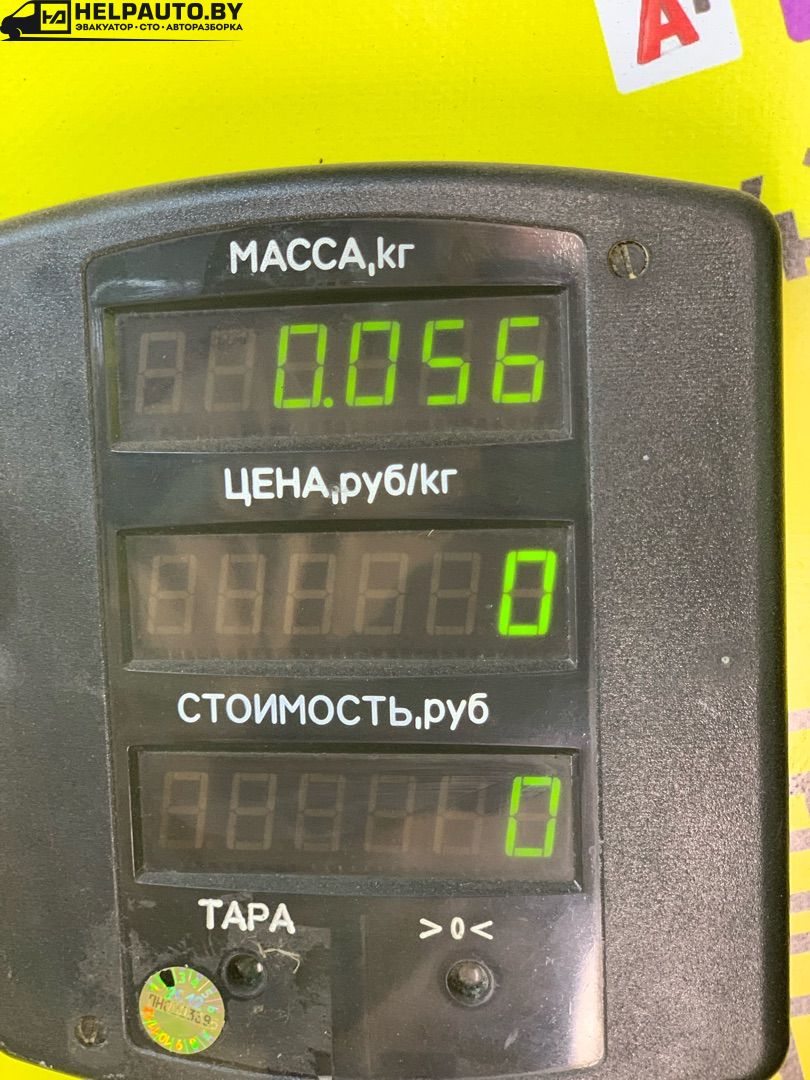 HELPAUTO.BY
ЭВАКУАТОР•СТО•АВТОРАЗБОРКА
А
МАССА,кг
0.056
ЦЕНА,руб/кг
0
СТОИМОСТЬ,руб
0
ТАРА
>0<